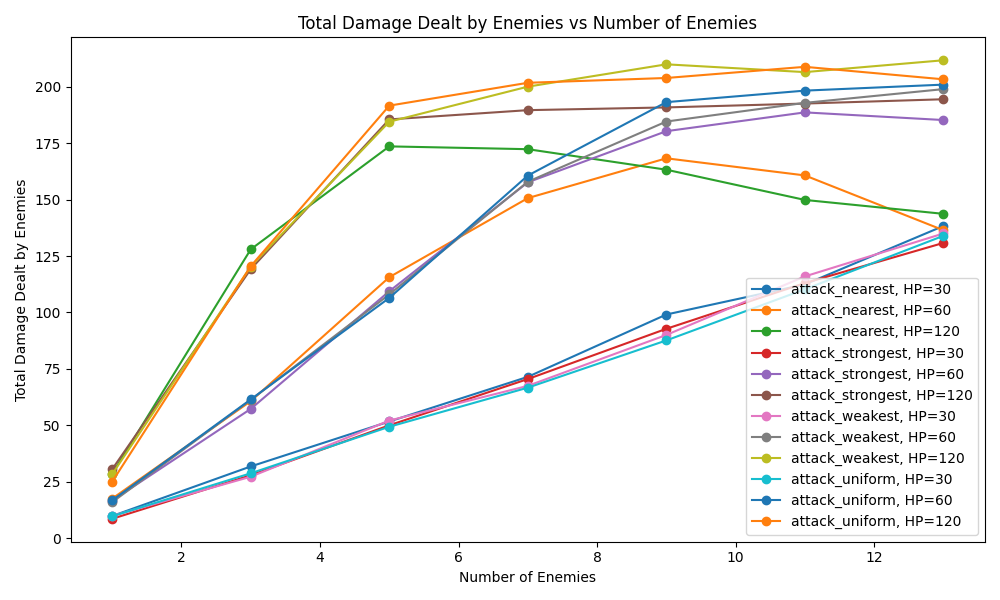 Total Damage Dealt by Enemies vs Number of Enemies
Total Damage Dealt by Enemies
200
175
150
125
100
75
50
25
0
attack_nearest, HP=30
attack_nearest, HP=60
attack_nearest, HP=120
attack_strongest, HP=30
attack_strongest, HP=60
attack_strongest, HP=120
attack_weakest, HP=30
attack_weakest, HP=60
attack_weakest, HP=120
attack_uniform, HP=30
attack_uniform, HP=60
attack_uniform, HP=120
2 4 6 8 10 12
Number of Enemies